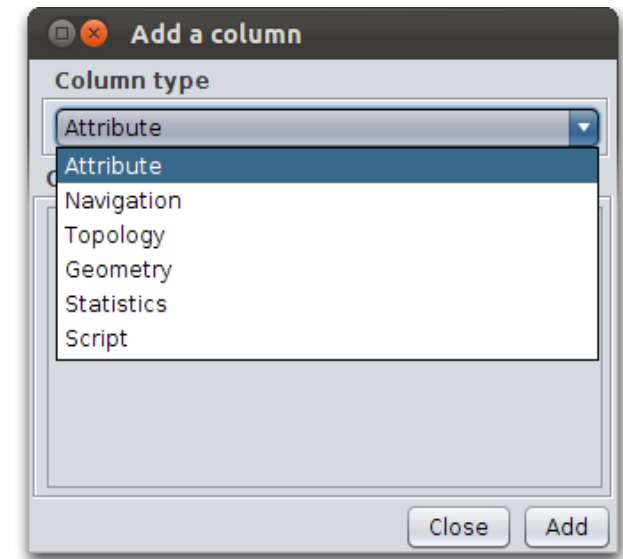 Add a column
Column type
Attribute
Attribute
Navigation
Topology
Geometry
Statistics
Script
Close
Add